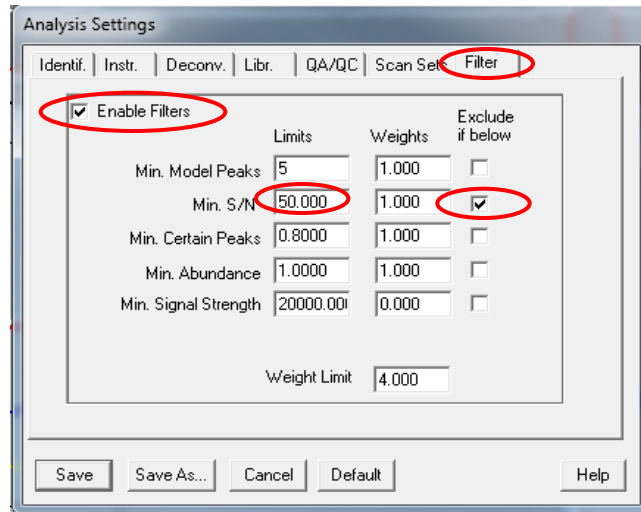 Analysis Settings
Identif. Instr. Deconv. Libr. QA/QC Scan Sets Filter
Enable Filters
Exclude
Limits Weights if below
Min. Model Peaks 5 1.000
Min. S/N 50.000 1.000
Min. Certain Peaks 0.8000 1.000
Min. Abundance 1.0000 1.000
Min. Signal Strength 20000.00 0.000
Weight Limit 4.000
Save Save As... Cancel Default Help